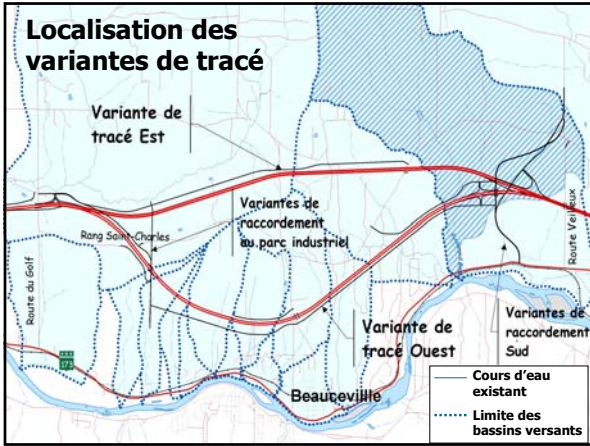 Localisation des
variantes de tracé
Variante de
tracé Est
Variantes de
raccordement
au parc industriel
Rang Saint-Charles
Route du Golf
Route Veilleux
Variante de
tracé Ouest
Variantes de
raccordement
Sud
173
Beauceville
Cours d'eau
existant
Limite des
bassins versants